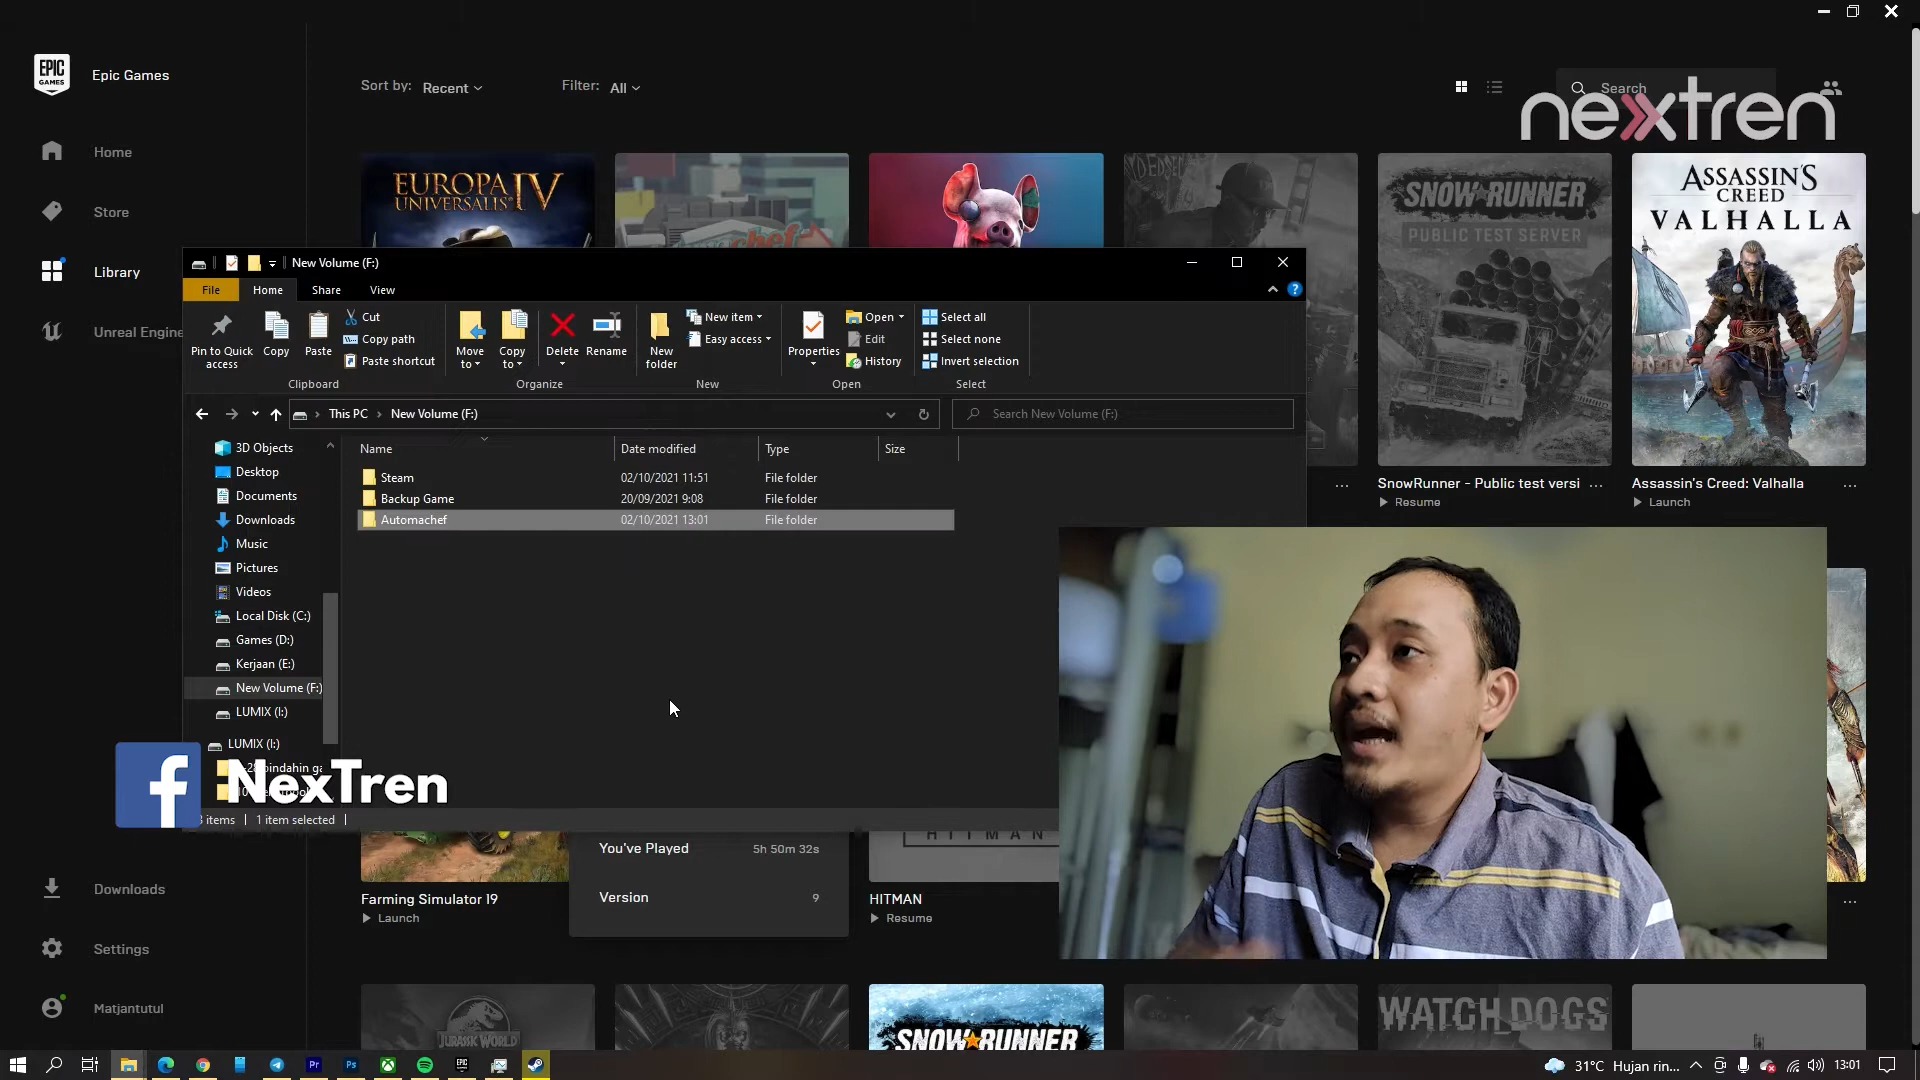 EPIC GAMES
Epic Games
Home
Store
Library
Unreal Engine
Downloads
Settings
Matjantutul
Sort by: Recent
Filter: All
Search
nextren
EUROPA
UNIVERSALIS IV
SNOWRUNNER
PUBLIC TEST SERVER
ASSASSIN'S
CREED
VALHALLA
SnowRunner - Public test versi
Resume
Assassin's Creed: Valhalla
Launch
New Volume (F:)
File
Home
Share
View
Pin to Quick access
Copy
Paste
Cut
Copy path
Paste shortcut
Clipboard
Move to
Copy to
Delete
Rename
Organize
New folder
New item
Easy access
New
Properties
Open
Edit
History
Open
Select all
Select none
Invert selection
Select
This PC
New Volume (F:)
Search New Volume (F:)
Name
Date modified
Type
Size
Steam 02/10/2021 11:51 File folder
Backup Game 20/09/2021 9:08 File folder
Automachef 02/10/2021 13:01 File folder
3D Objects
Desktop
Documents
Downloads
Music
Pictures
Videos
Local Disk (C:)
Games (D:)
Kerjaan (E:)
New Volume (F:)
LUMIX (I:)
LUMIX (I:)
NexTren
items
1 item selected
You've Played 5h 50m 32s
Version 9
Farming Simulator 19
Launch
HITMAN
HITMAN
Resume
JURASSIC WORLD
SNOWRUNNER
WATCH DOGS
31°C Hujan rin...
13:01